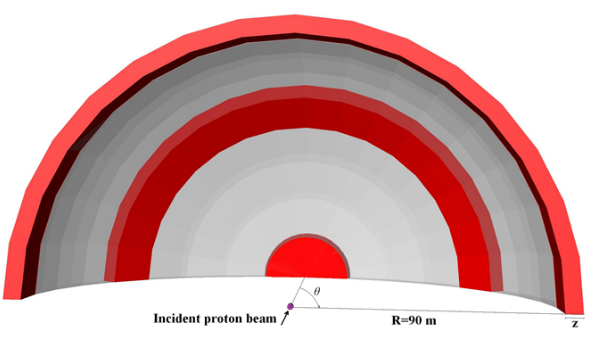 θ
Incident proton beam
R=90 m
z